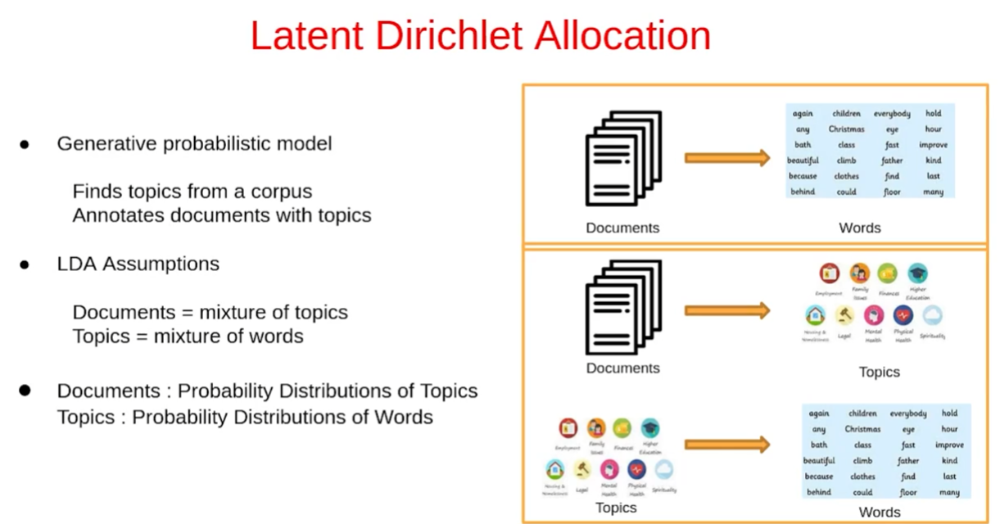 Latent Dirichlet Allocation
● Generative probabilistic model
Finds topics from a corpus
Annotates documents with topics
● LDA Assumptions
Documents = mixture of topics
Topics = mixture of words
● Documents : Probability Distributions of Topics
Topics : Probability Distributions of Words
again children everybody hold
any Christmas eye hour
bath class fast improve
beautiful climb father kind
because clothes find last
behind could floor many
Documents Words
Employment Family Issues Finances Higher Education
Housing & Homelessness Legal Mental Health Physical Health Spirituality
Documents Topics
Employment Family Issues Finances Higher Education
Housing & Homelessness Legal Mental Health Physical Health Spirituality
Topics
again children everybody hold
any Christmas eye hour
bath class fast improve
beautiful climb father kind
because clothes find last
behind could floor many
Words